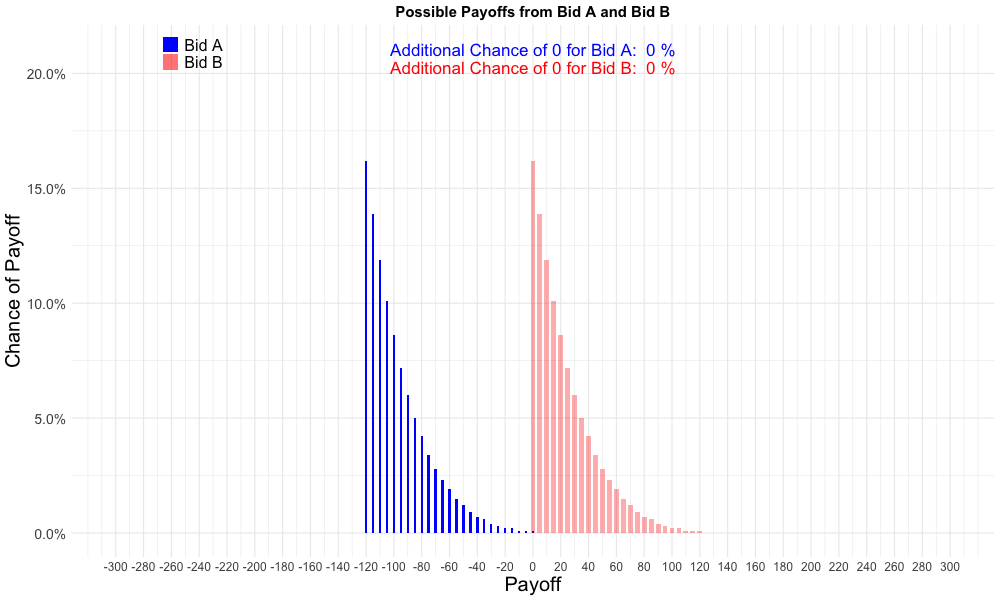 Possible Payoffs from Bid A and Bid B
Bid A
Bid B
Additional Chance of 0 for Bid A:  0 %
Additional Chance of 0 for Bid B:  0 %
Chance of Payoff
20.0%
15.0%
10.0%
5.0%
0.0%
-300 -280 -260 -240 -220 -200 -180 -160 -140 -120 -100 -80 -60 -40 -20 0 20 40 60 80 100 120 140 160 180 200 220 240 260 280 300
Payoff